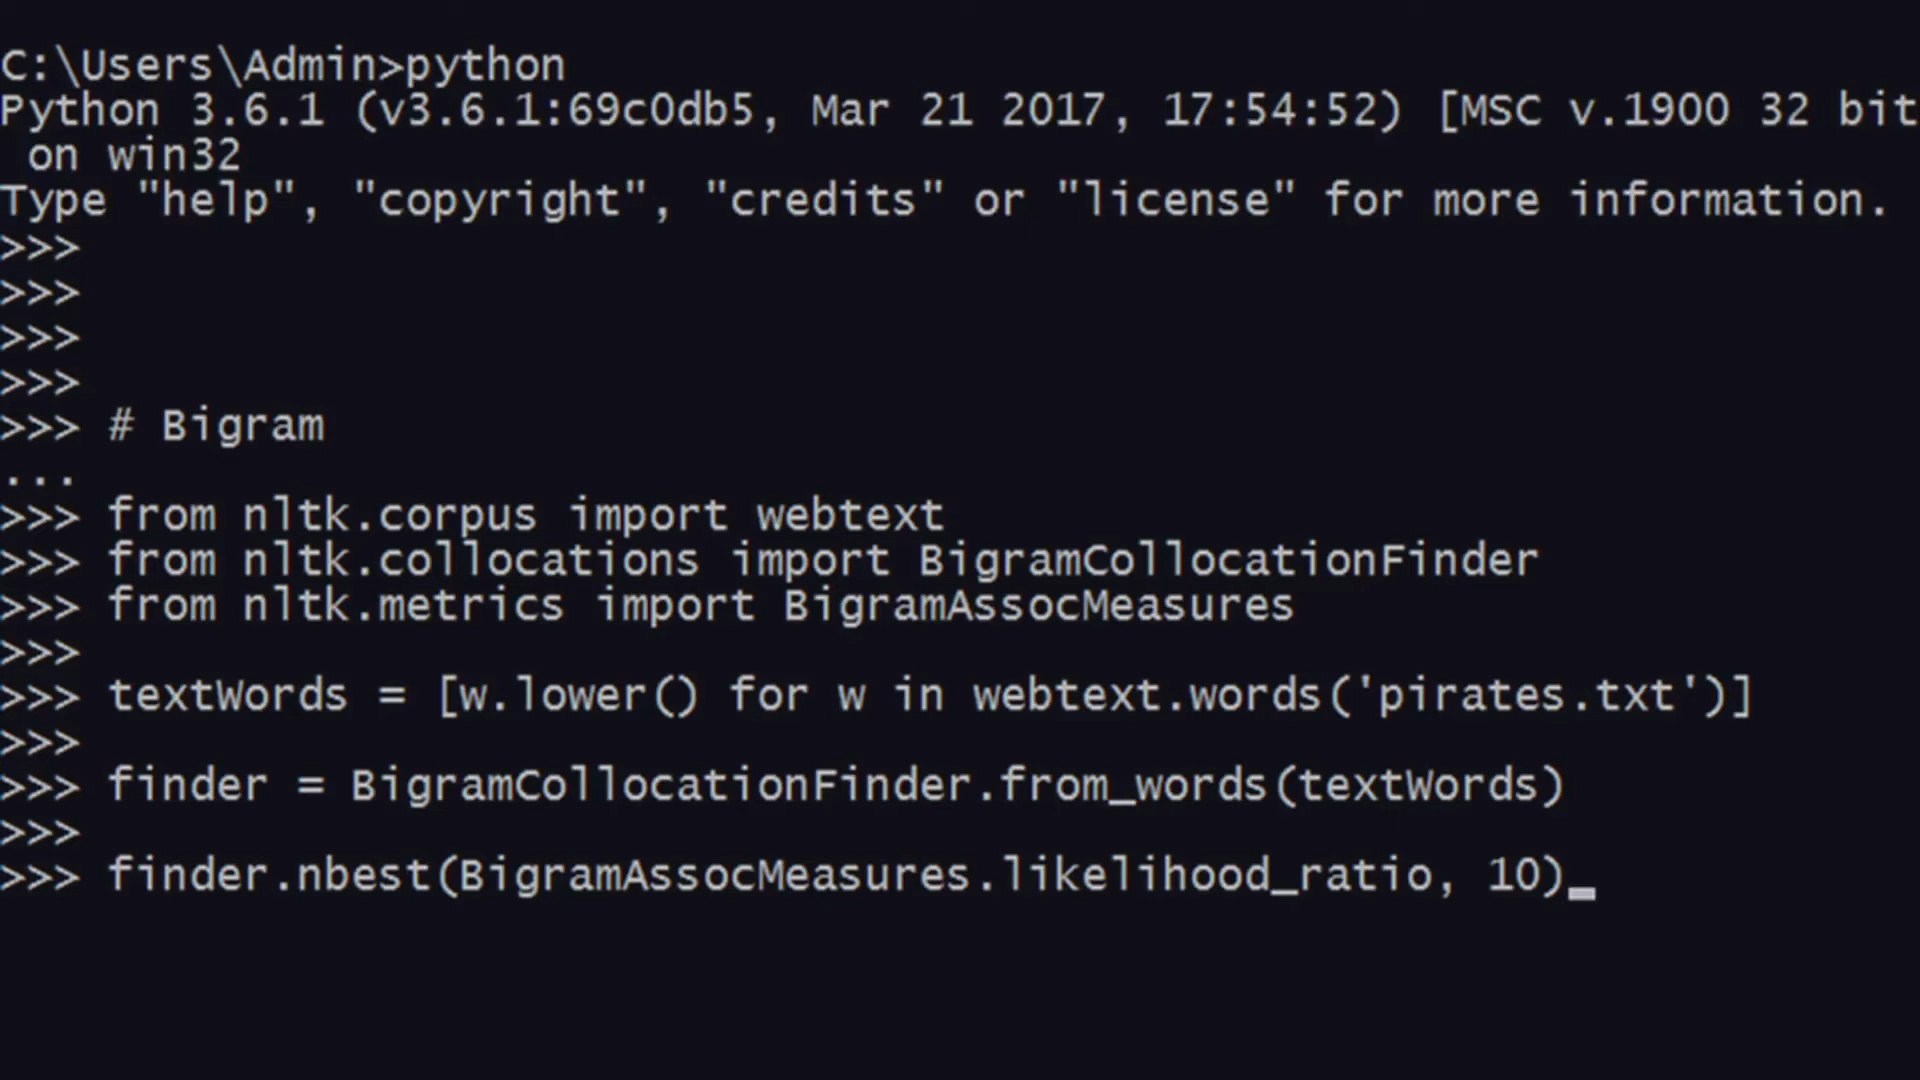 C:\Users\Admin>python
Python 3.6.1 (v3.6.1:69c0db5, Mar 21 2017, 17:54:52) [MSC v.1900 32 bit
 on win32
Type "help", "copyright", "credits" or "license" for more information.
>>>
>>>
>>>
>>>
>>> # Bigram
...
>>> from nltk.corpus import webtext
>>> from nltk.collocations import BigramCollocationFinder
>>> from nltk.metrics import BigramAssocMeasures
>>>
>>> textWords = [w.lower() for w in webtext.words('pirates.txt')]
>>>
>>> finder = BigramCollocationFinder.from_words(textWords)
>>>
>>> finder.nbest(BigramAssocMeasures.likelihood_ratio, 10)